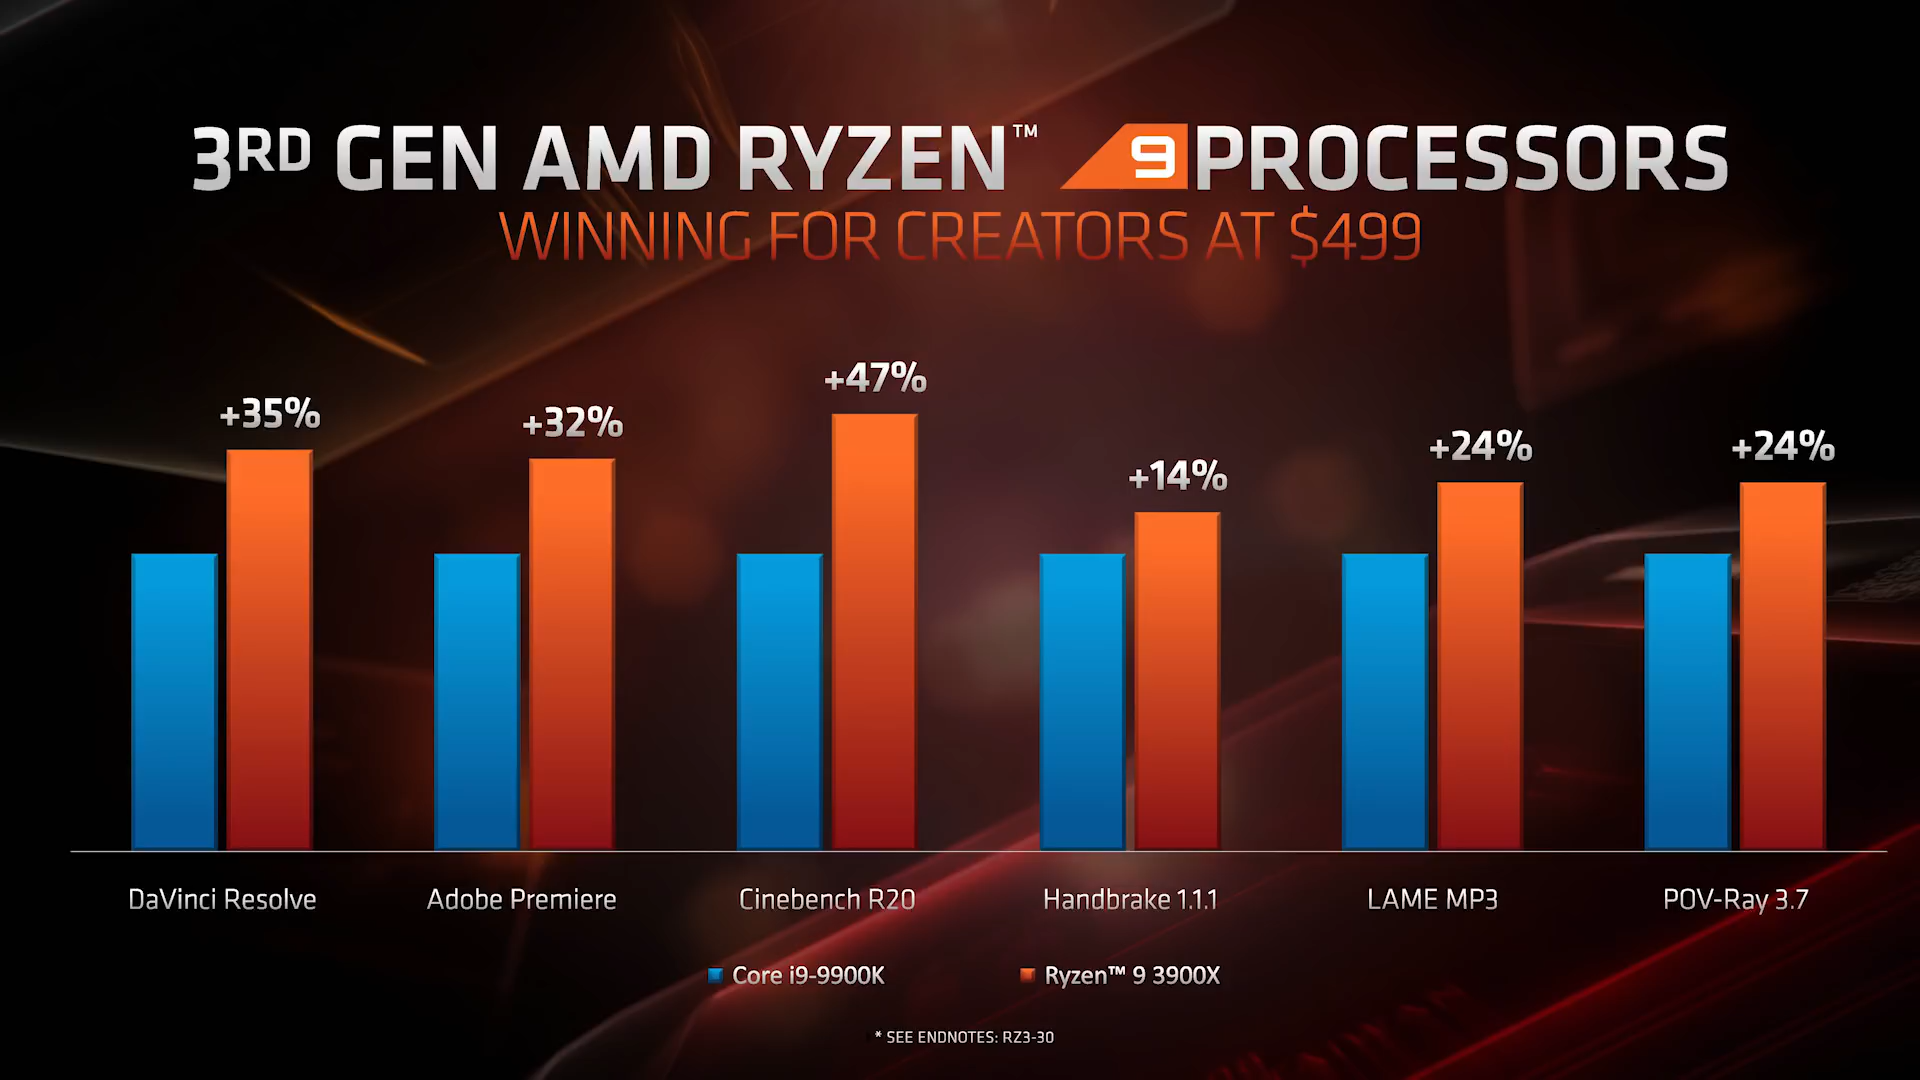 3RD GEN AMD RYZEN™ 9 PROCESSORS
WINNING FOR CREATORS AT $499
+35%
+32%
+47%
+14%
+24%
+24%
DaVinci Resolve
Adobe Premiere
Cinebench R20
Handbrake 1.1.1
LAME MP3
POV-Ray 3.7
Core i9-9900K
Ryzen™ 9 3900X
* SEE ENDNOTES: RZ3-30